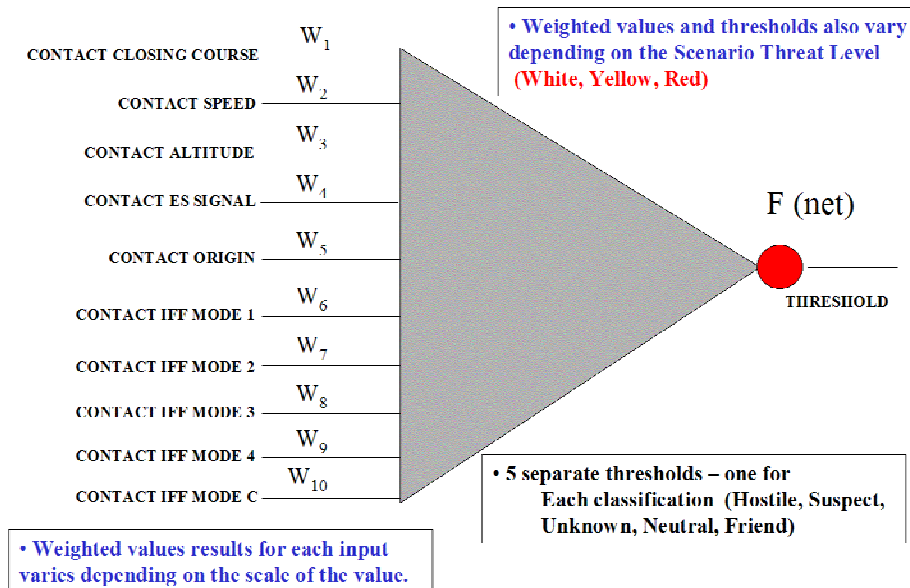 W1
CONTACT CLOSING COURSE
W2
CONTACT SPEED
W3
CONTACT ALTITUDE
W4
CONTACT ES SIGNAL
W5
CONTACT ORIGIN
W6
CONTACT IFF MODE 1
W7
CONTACT IFF MODE 2
W8
CONTACT IFF MODE 3
W9
CONTACT IFF MODE 4
W10
CONTACT IFF MODE C
• Weighted values and thresholds also vary
depending on the Scenario Threat Level
(White, Yellow, Red)
F (net)
THRESHOLD
• 5 separate thresholds – one for
Each classification (Hostile, Suspect,
Unknown, Neutral, Friend)
• Weighted values results for each input
varies depending on the scale of the value.